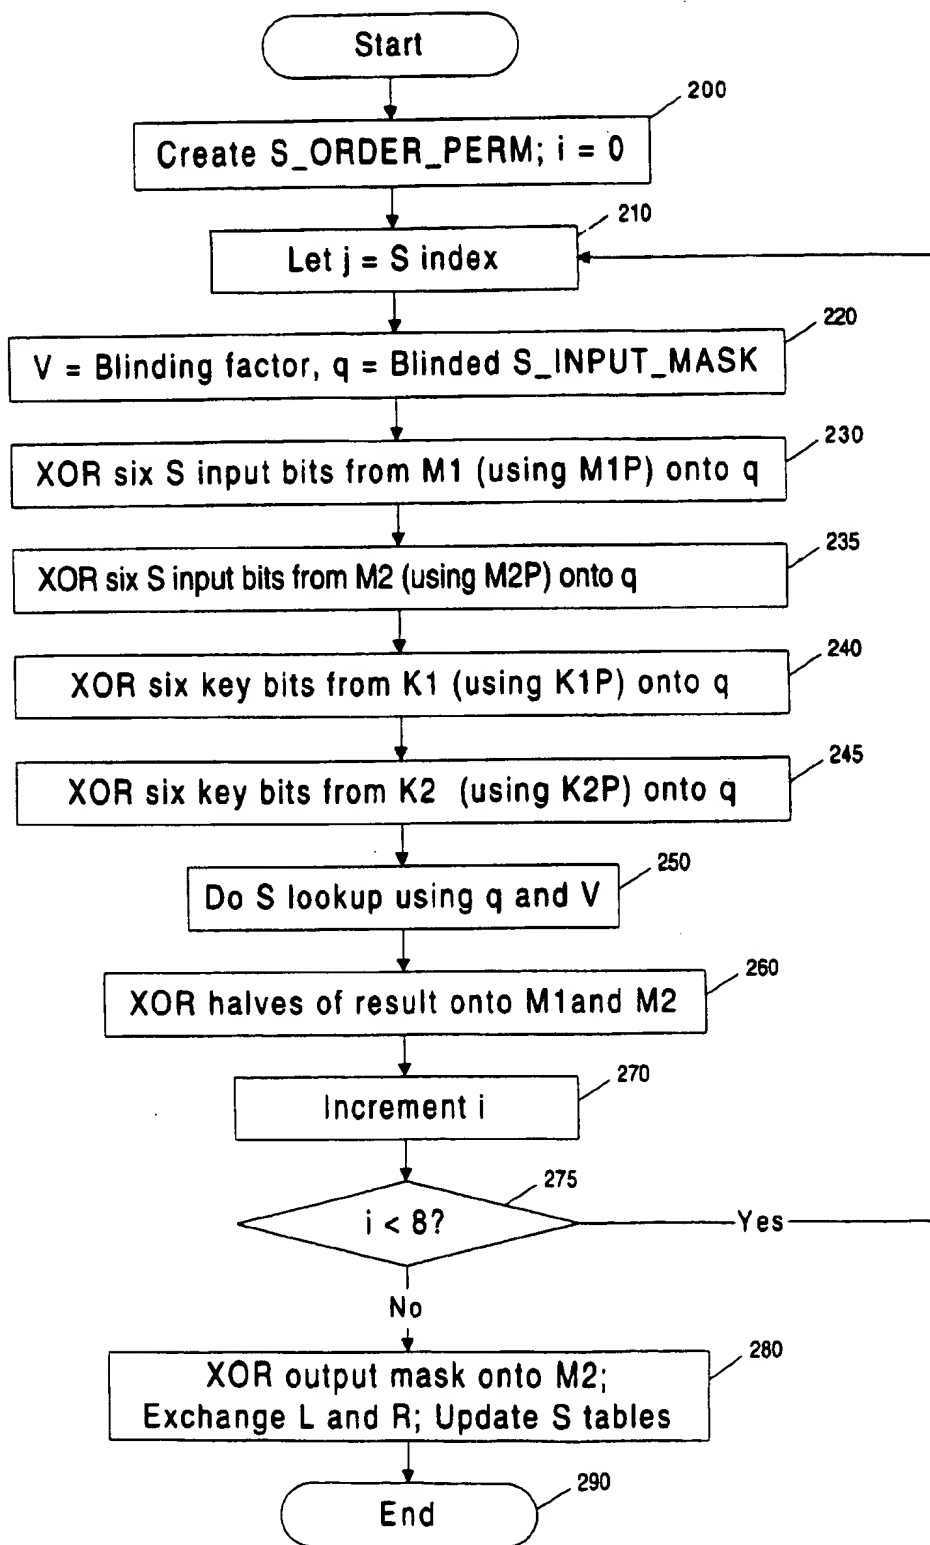 Start
200
Create S_ORDER_PERM; i = 0
210
Let j = S index
220
V = Blinding factor, q = Blinded S_INPUT_MASK
230
XOR six S input bits from M1 (using M1P) onto q
235
XOR six S input bits from M2 (using M2P) onto q
240
XOR six key bits from K1 (using K1P) onto q
245
XOR six key bits from K2 (using K2P) onto q
250
Do S lookup using q and V
260
XOR halves of result onto M1and M2
270
Increment i
275
i < 8?
Yes
No
280
XOR output mask onto M2;
Exchange L and R; Update S tables
290
End